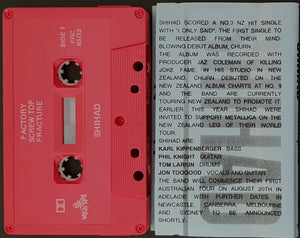 SIDE 1
PRC
93/22
FACTORY
SCREW TOP
FRACTURE
SHIHAD
SHIHAD SCORED A NO.3 NZ HIT SINGLE
WITH 'I ONLY SAID', THE FIRST SINGLE TO
BE RELEASED FROM THEIR MIND-
BLOWING DEBUT ALBUM, CHURN
THE ALBUM WAS RECORDED WITH
PRODUCER JAZ COLEMAN OF KILLING
JOKE FAME IN HIS STUDIO IN NEW
ZEALAND. CHURN DEBUTED ON THE
NEW ZEALAND ALBUM CHARTS AT NO. 9
AND THE BAND ARE CURRENTLY
TOURING NEW ZEALAND TO PROMOTE IT.
EARLIER THIS YEAR SHIHAD WERE
INVITED TO SUPPORT METALLICA ON THE
NEW ZEALAND LEG OF THEIR WORLD
TOUR.
SHIHAD ARE:
KARL KIPPENBERGER BASS
PHIL KNIGHT GUITAR
TOM LARKIN DRUMS
JON TOOGOOD VOCALS AND GUITAR
THE BAND WILL COMMENCE THEIR FIRST
AUSTRALIAN TOUR ON AUGUST 20TH IN
ADELAIDE WITH FURTHER DATES IN
NEWCASTLE, CANBERRA, MELBOURNE
AND SYDNEY TO BE ANNOUNCED
SHORTLY.